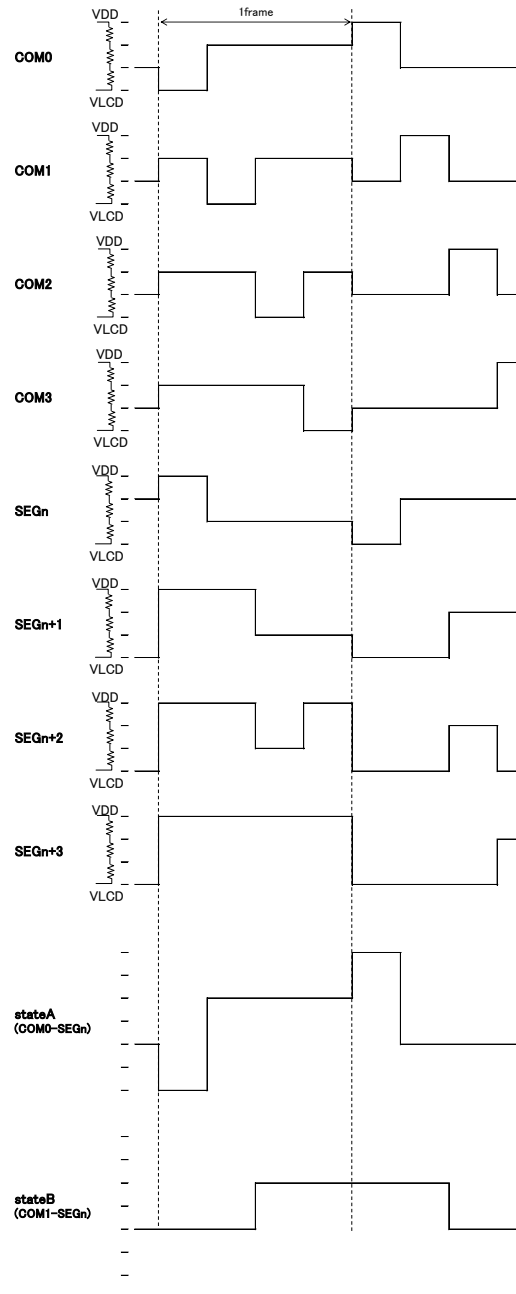 1frame
VDD
COM0
VLCD
VDD
COM1
VLCD
VDD
COM2
VLCD
VDD
COM3
VLCD
VDD
SEGn
VLCD
VDD
SEGn+1
VLCD
VDD
SEGn+2
VLCD
VDD
SEGn+3
VLCD
stateA
(COM0-SEGn)
stateB
(COM1-SEGn)